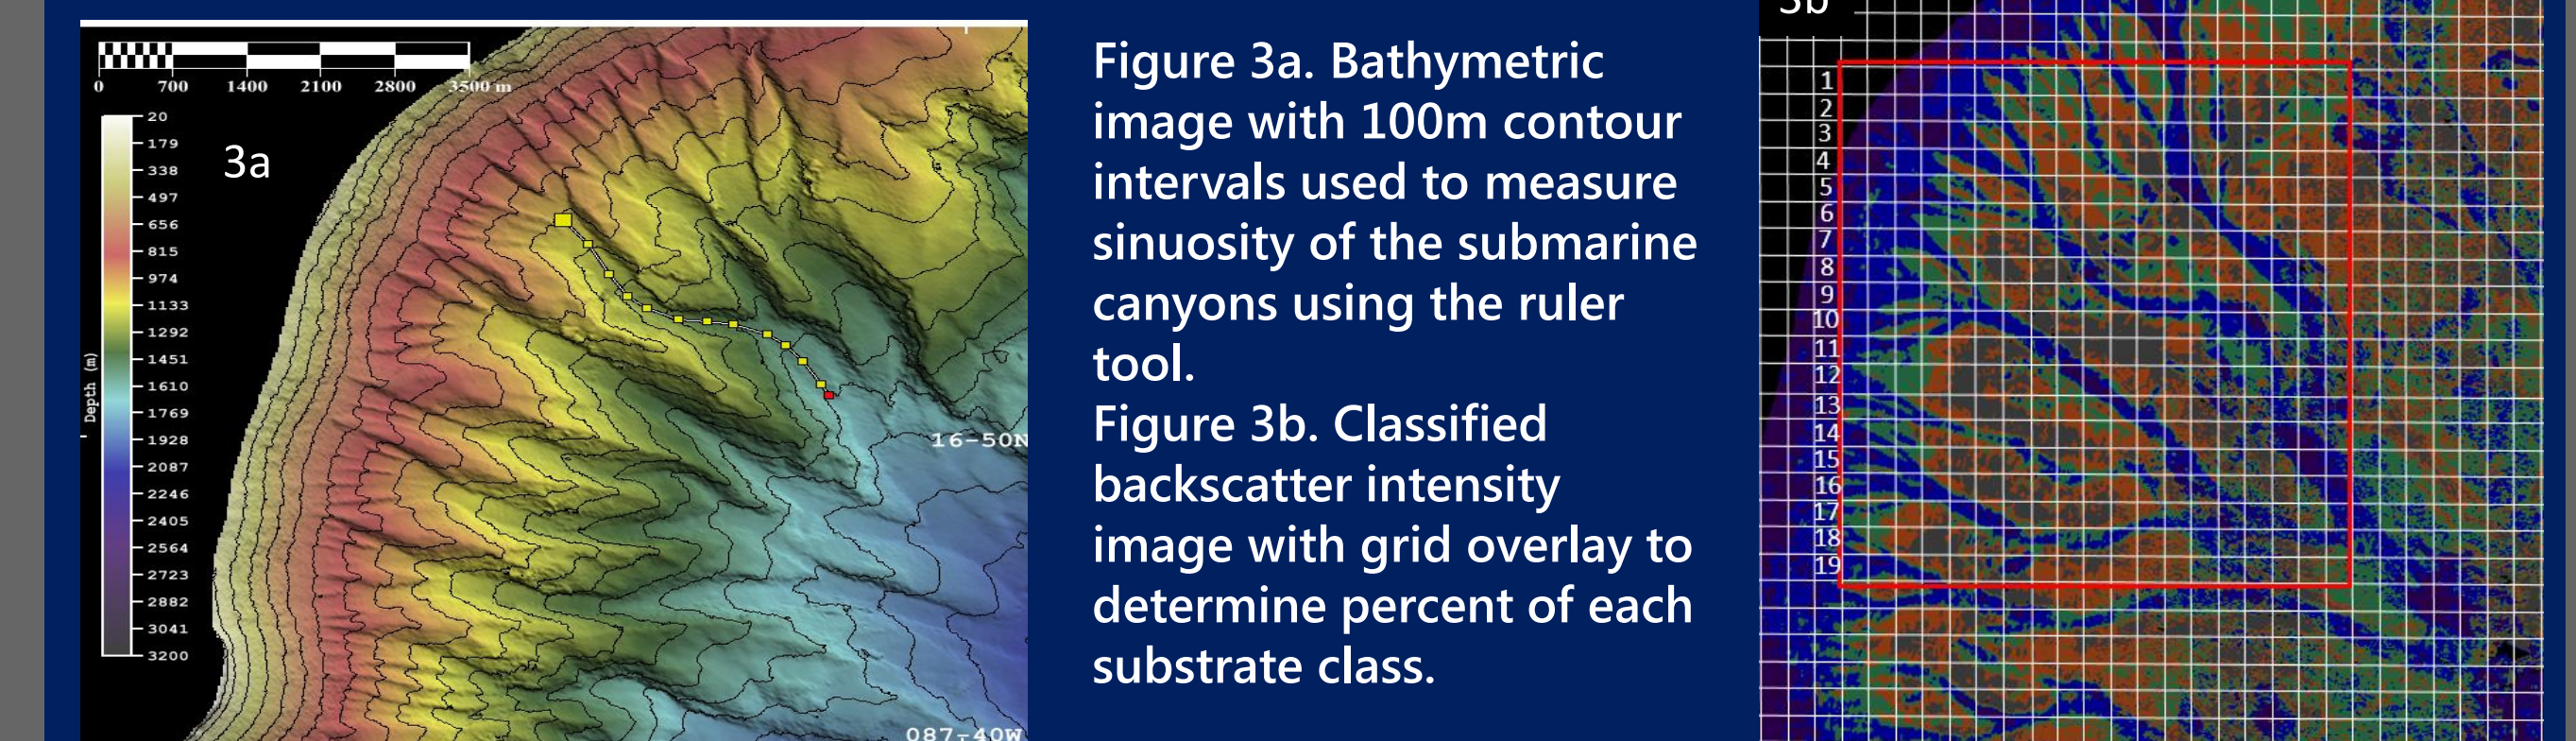 0 700 1400 2100 2800 3500 m
3a
20
179
338
497
656
815
974
1133
1292
1451
1610
1769
1928
2087
2246
2405
2564
2723
2882
3041
3200
Depth (m)
16-50N
087-40W
Figure 3a. Bathymetric
image with 100m contour
intervals used to measure
sinuosity of the submarine
canyons using the ruler
tool.
Figure 3b. Classified
backscatter intensity
image with grid overlay to
determine percent of each
substrate class.
3b
1
2
3
4
5
6
7
8
9
10
11
12
13
14
15
16
17
18
19